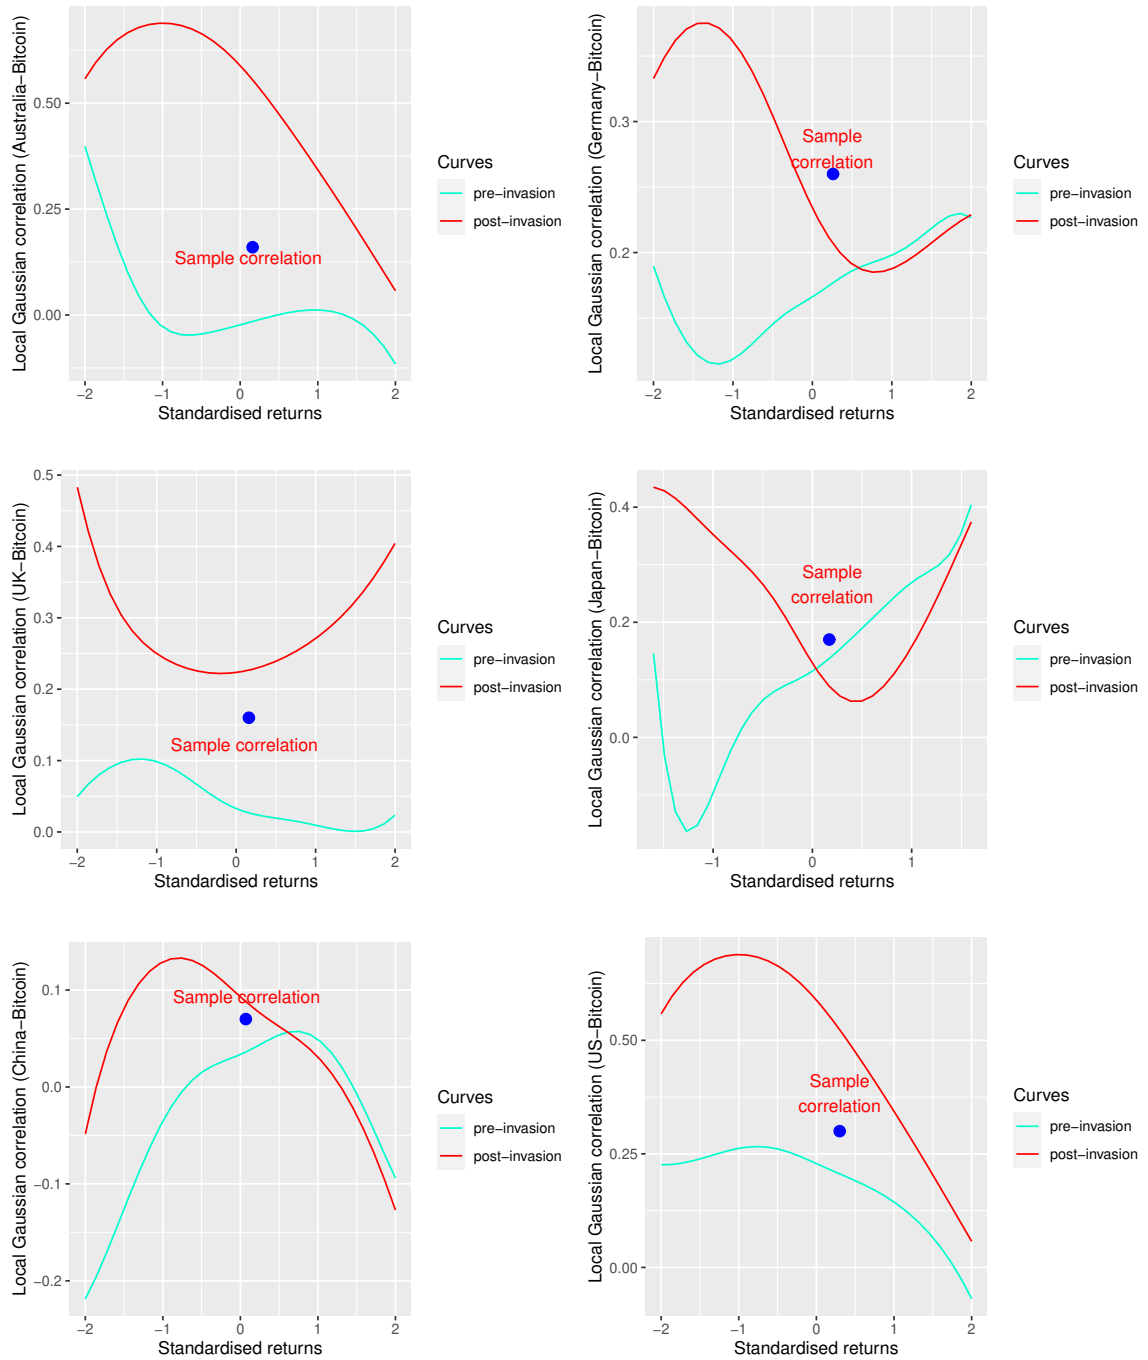 Local Gaussian correlation (Australia−Bitcoin)
0.50
0.25
0.00
Sample correlation
−2 −1 0 1 2
Standardised returns
Curves
pre−invasion
post−invasion
Local Gaussian correlation (Germany−Bitcoin)
0.3
0.2
Sample
correlation
−2 −1 0 1 2
Standardised returns
Curves
pre−invasion
post−invasion
Local Gaussian correlation (UK−Bitcoin)
0.5
0.4
0.3
0.2
0.1
0.0
Sample correlation
−2 −1 0 1 2
Standardised returns
Curves
pre−invasion
post−invasion
Local Gaussian correlation (Japan−Bitcoin)
0.4
0.2
0.0
Sample
correlation
−1 0 1
Standardised returns
Curves
pre−invasion
post−invasion
Local Gaussian correlation (China−Bitcoin)
0.1
0.0
−0.1
−0.2
Sample correlation
−2 −1 0 1 2
Standardised returns
Curves
pre−invasion
post−invasion
Local Gaussian correlation (US−Bitcoin)
0.50
0.25
0.00
Sample
correlation
−2 −1 0 1 2
Standardised returns
Curves
pre−invasion
post−invasion